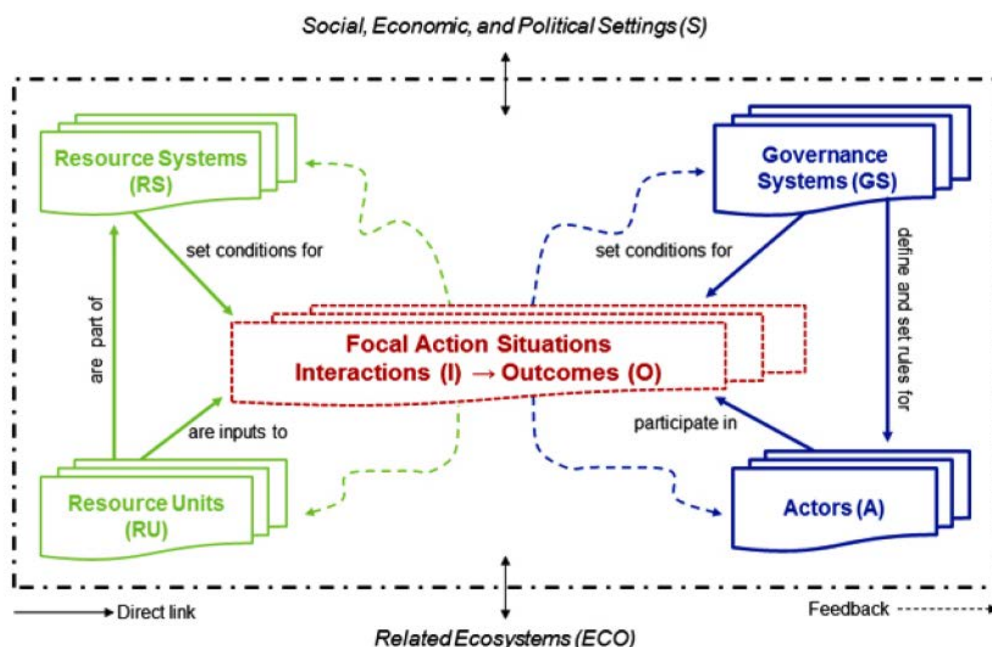 Social, Economic, and Political Settings (S)
Resource Systems
(RS)
Governance
Systems (GS)
set conditions for
set conditions for
are part of
define and set rules for
Focal Action Situations
Interactions (I) → Outcomes (O)
are inputs to
participate in
Resource Units
(RU)
Actors (A)
Direct link
Feedback
Related Ecosystems (ECO)